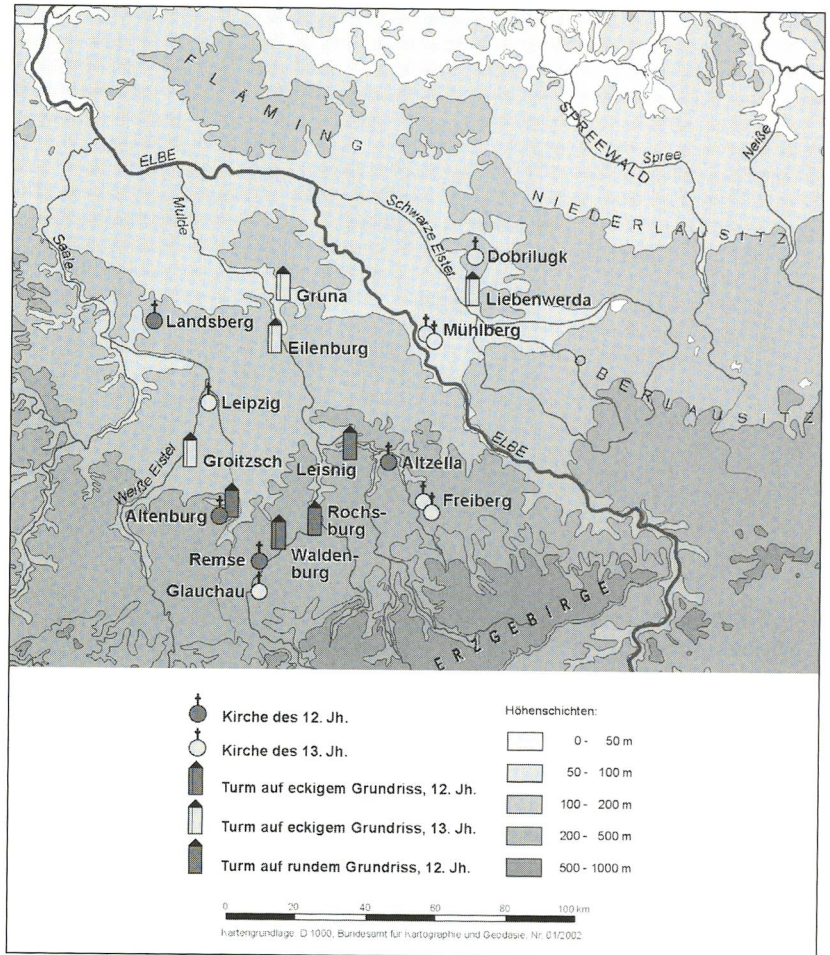 FLÄMING
ELBE
SPREEWALD
Spree
Neiße
Mulde
Saale
Schwarze Elster
NIEDERLAUSITZ
Dobrilugk
Gruna
Liebenwerda
Landsberg
Eilenburg
Mühlberg
OBERLAUSITZ
Leipzig
ELBE
Groitzsch
Leisnig
Altzella
Weiße Elster
Freiberg
Altenburg
Rochs-
burg
Remse
Walden-
burg
Glauchau
ERZGEBIRGE
Kirche des 12. Jh.
Kirche des 13. Jh.
Turm auf eckigem Grundriss, 12. Jh.
Turm auf eckigem Grundriss, 13. Jh.
Turm auf rundem Grundriss, 12. Jh.
Höhenschichten:
0 - 50 m
50 - 100 m
100 - 200 m
200 - 500 m
500 - 1000 m
0 20 40 60 80 100 km
Kartengrundlage: D 1000, Bundesamt für Kartographie und Geodäsie, Nr. 01/2002